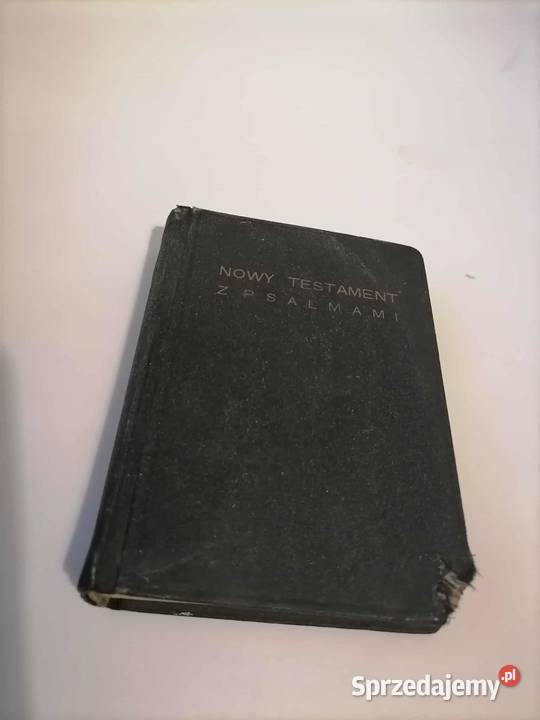 NOWY TESTAMENT
Z PSALMAMI
Sprzedajemy.pl